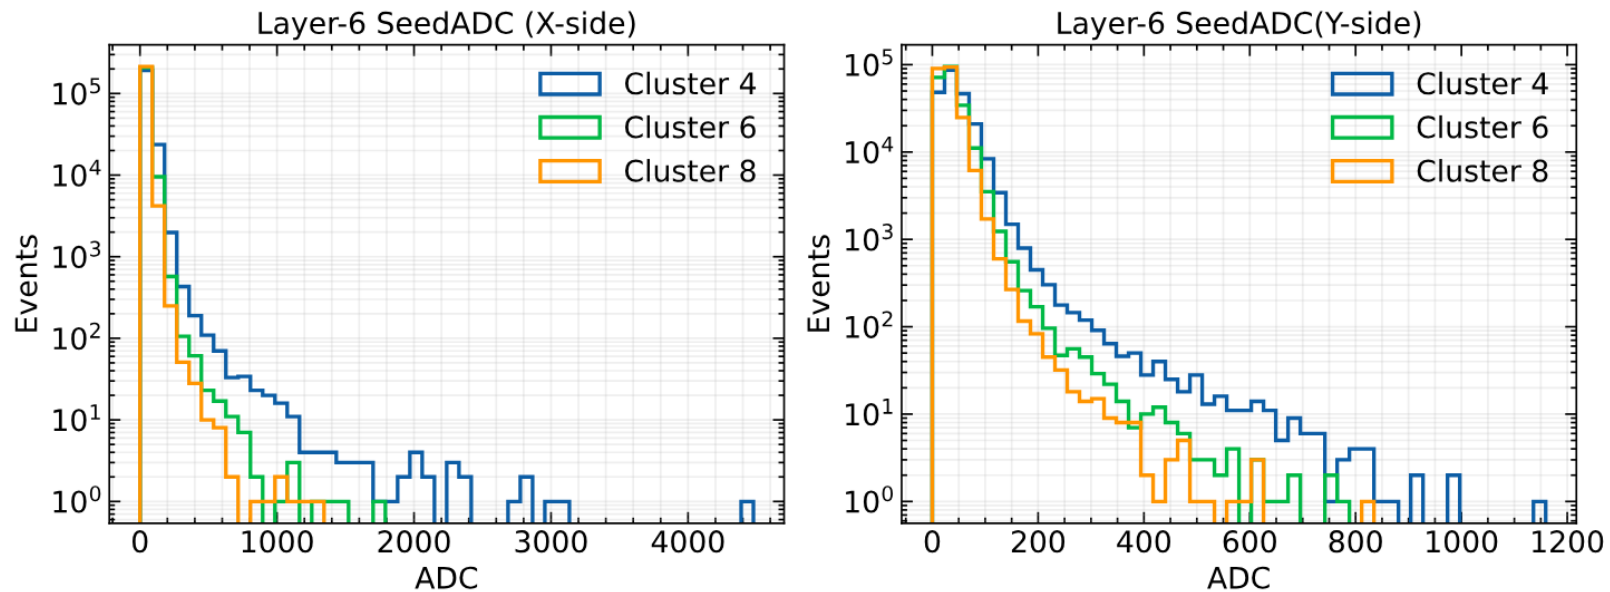 Layer-6 SeedADC (X-side)
Events
10^5
10^4
10^3
10^2
10^1
10^0
Cluster 4
Cluster 6
Cluster 8
0 1000 2000 3000 4000
ADC
Layer-6 SeedADC(Y-side)
Events
10^5
10^4
10^3
10^2
10^1
10^0
Cluster 4
Cluster 6
Cluster 8
0 200 400 600 800 1000 1200
ADC